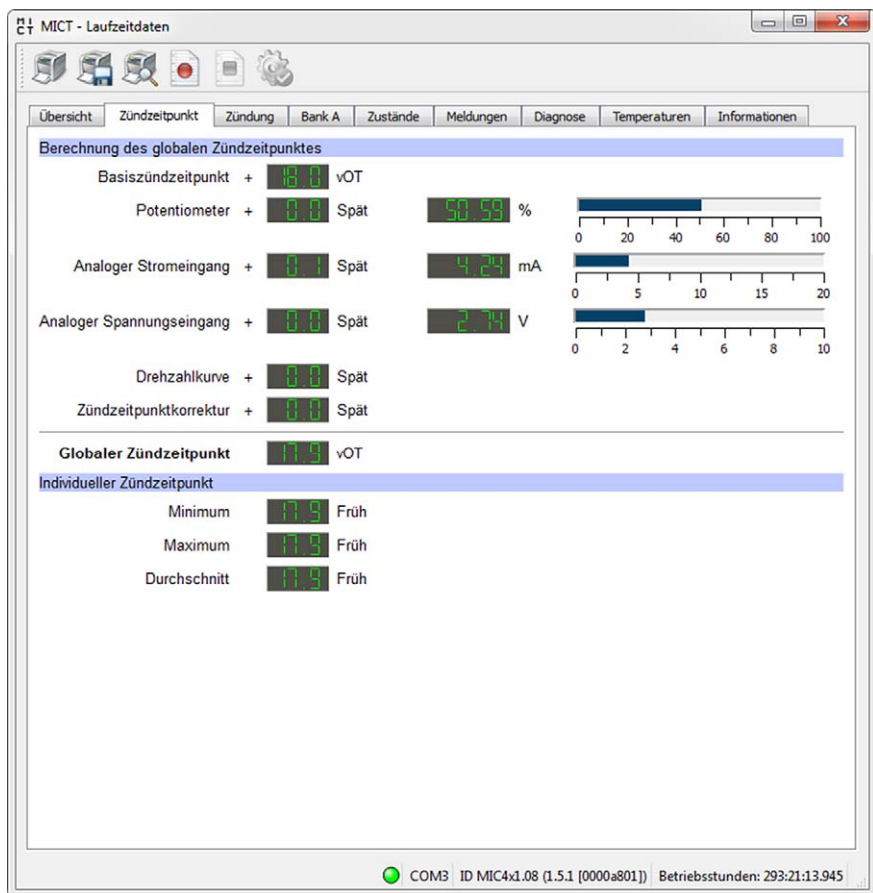 MICT - Laufzeitdaten
Übersicht Zündzeitpunkt Zündung Bank A Zustände Meldungen Diagnose Temperaturen Informationen
Berechnung des globalen Zündzeitpunktes
Basiszündzeitpunkt + 18.0 vOT
Potentiometer + 0.0 Spät 50.59 %
0 20 40 60 80 100
Analoger Stromeingang + 0.1 Spät 4.24 mA
0 5 10 15 20
Analoger Spannungseingang + 0.0 Spät 2.74 V
0 2 4 6 8 10
Drehzahlkurve + 0.0 Spät
Zündzeitpunktkorrektur + 0.0 Spät
Globaler Zündzeitpunkt 17.9 vOT
Individueller Zündzeitpunkt
Minimum 17.9 Früh
Maximum 17.9 Früh
Durchschnitt 17.9 Früh
COM3 ID MIC4x1.08 (1.5.1 [0000a801]) Betriebsstunden: 293:21:13.945